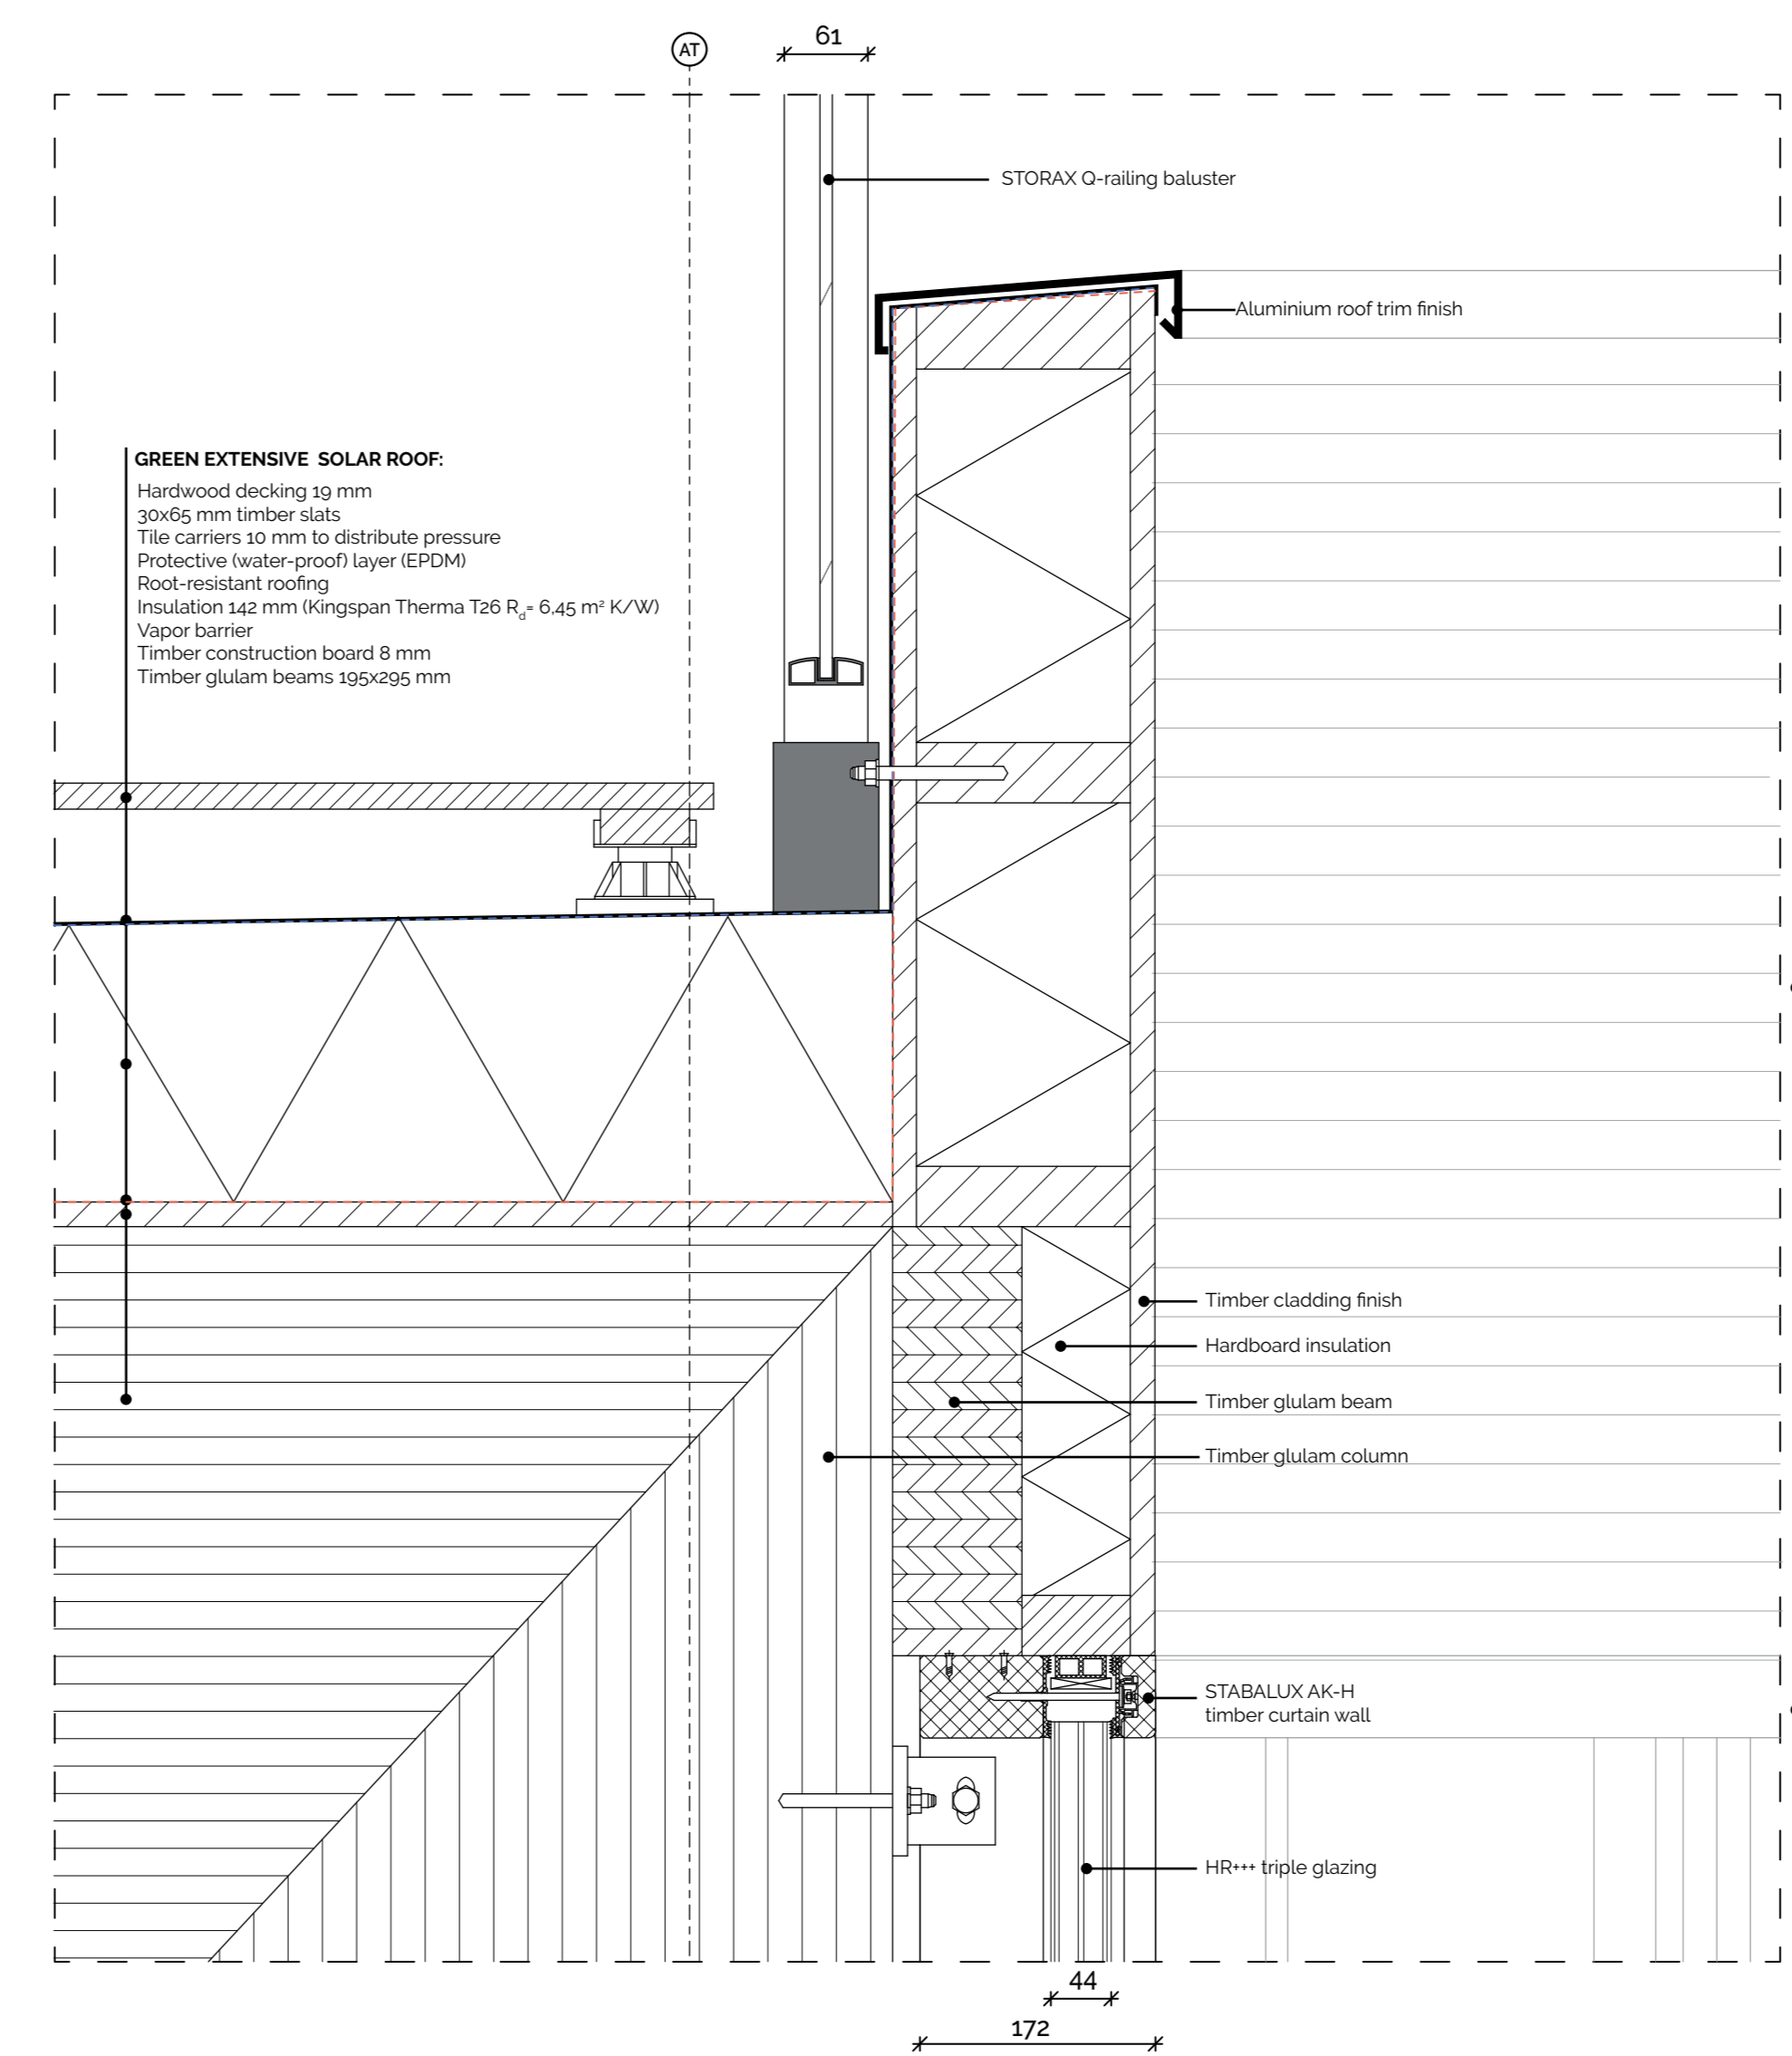 AT
61
STORAX Q-railing baluster
Aluminium roof trim finish
GREEN EXTENSIVE SOLAR ROOF:
Hardwood decking 19 mm
30x65 mm timber slats
Tile carriers 10 mm to distribute pressure
Protective (water-proof) layer (EPDM)
Root-resistant roofing
Insulation 142 mm (Kingspan Therma T26 Rd= 6,45 m² K/W)
Vapor barrier
Timber construction board 8 mm
Timber glulam beams 195x295 mm
Timber cladding finish
Hardboard insulation
Timber glulam beam
Timber glulam column
STABALUX AK-H
timber curtain wall
HR+++ triple glazing
44
172